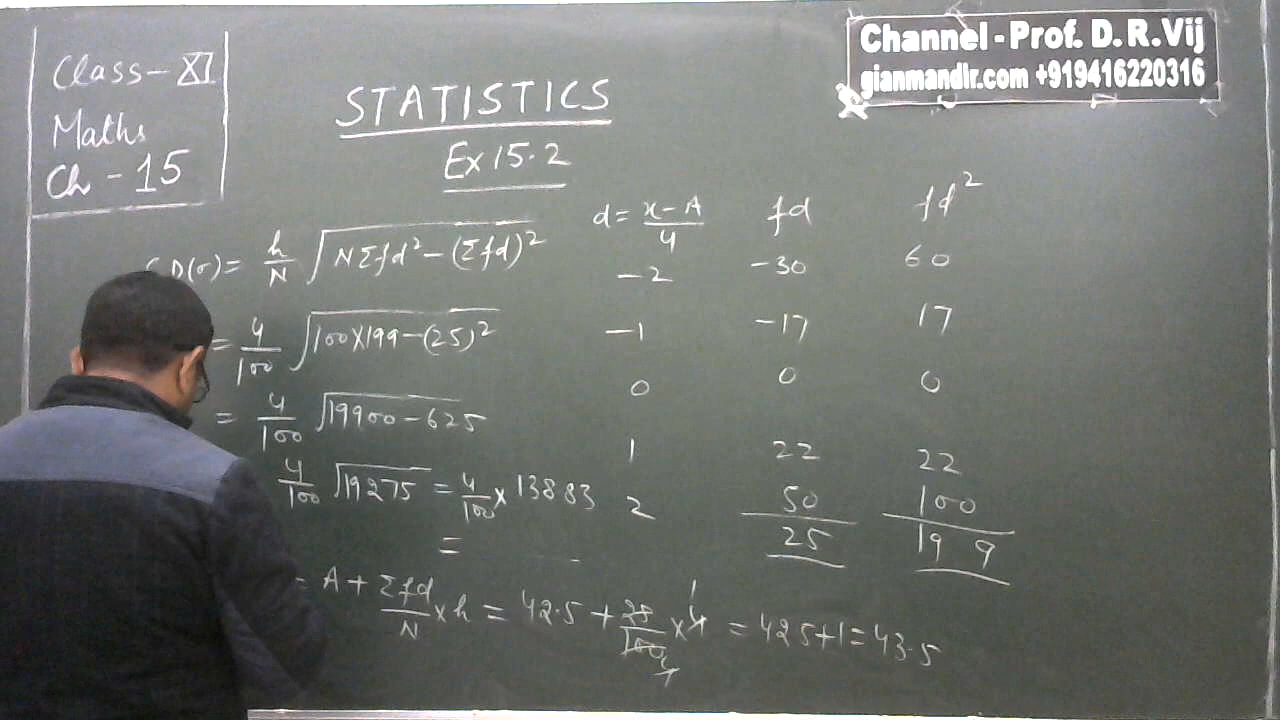 Class-XI
Maths
Ch-15
STATISTICS
Ex 15.2
Channel - Prof. D. R. Vij
gianmandir.com +919416220316
D(σ) = h/N √(NΣfd² - (Σfd)²)
= 4/100 √(100×199-(25)²)
= 4/100 √(19900-625)
4/100 √19275 = 4/100 × 13883
=
= A + Σfd/N × h = 42.5 + 25/100 × 4 = 42 5+1 = 43.5
d = (x-A)/4 fd fd²
-2 -30 60
-1 -17 17
0 0 0
1 22 22
2 50 100
25 19 9